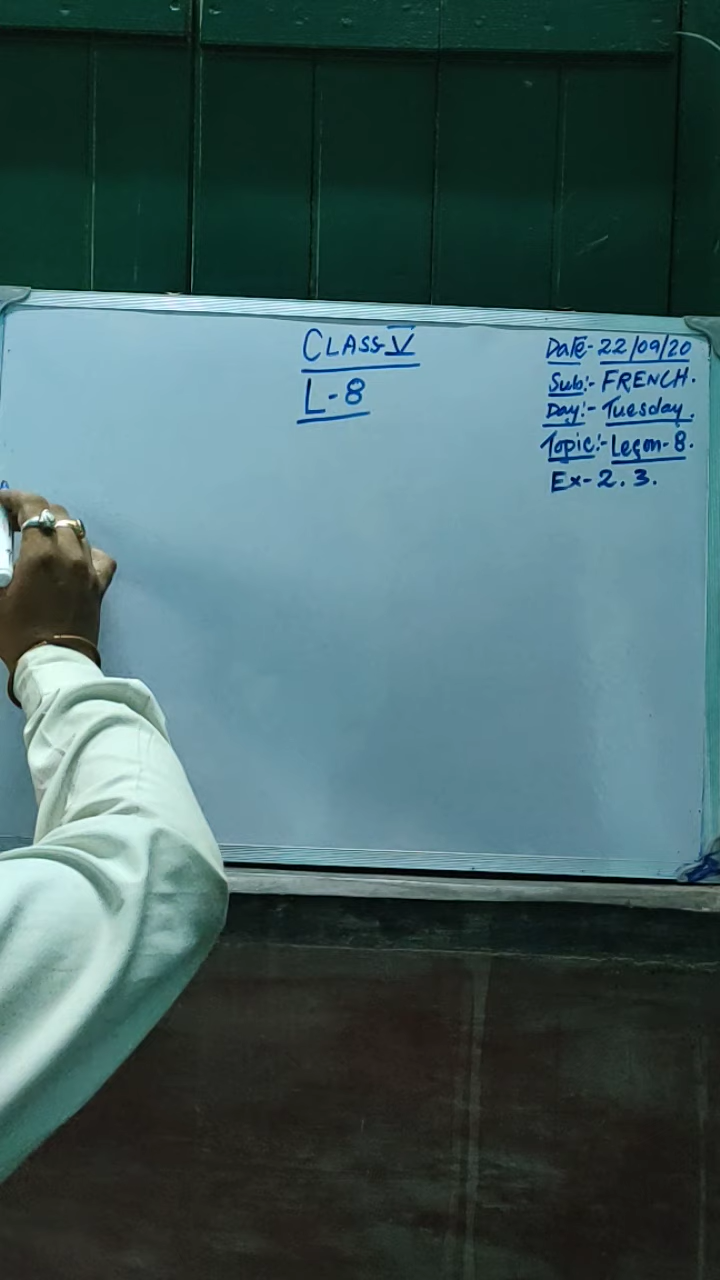 CLASS-V
L-8
Date- 22/09/20
Sub:- FRENCH.
Day:- Tuesday.
Topic:- Leçon-8.
Ex-2.3.